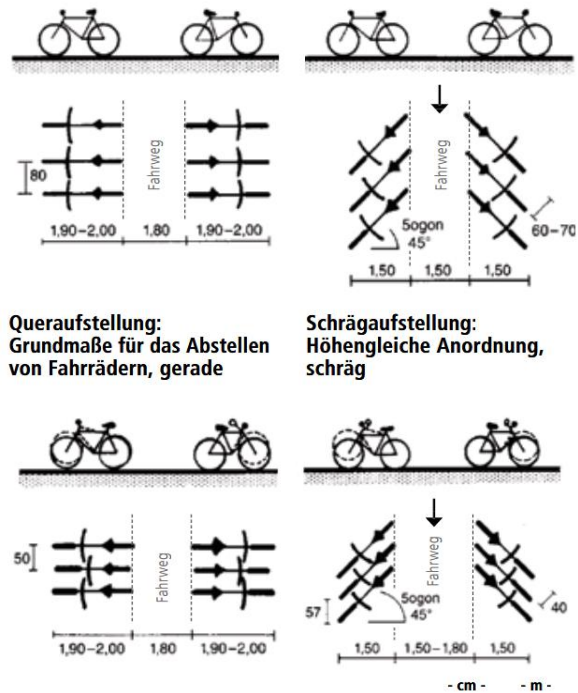 Fahrweg
80
1,90–2,00 1,80 1,90–2,00
Fahrweg
5ogon
45°
60–70
1,50 1,50 1,50
Queraufstellung:
Grundmaße für das Abstellen
von Fahrrädern, gerade
Schrägaufstellung:
Höhengleiche Anordnung,
schräg
Fahrweg
50
1,90–2,00 1,80 1,90–2,00
Fahrweg
57
5ogon
45°
40
1,50 1,50–1,80 1,50
- cm - - m -